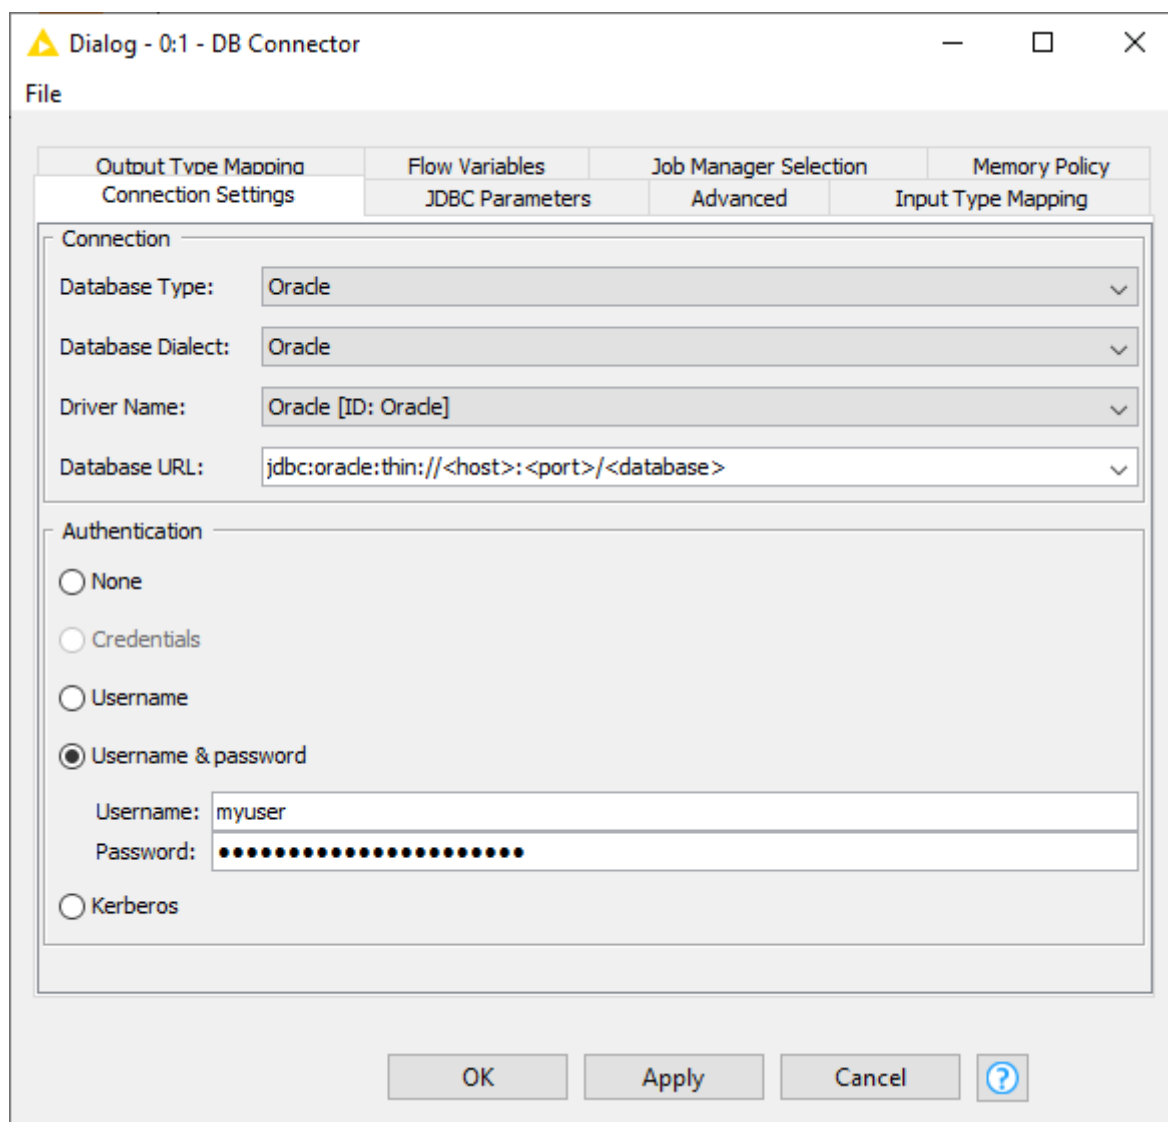 Dialog - 0:1 - DB Connector
File
Output Type Mapping Flow Variables Job Manager Selection Memory Policy
Connection Settings JDBC Parameters Advanced Input Type Mapping
Connection
Database Type: Oracle
Database Dialect: Oracle
Driver Name: Oracle [ID: Oracle]
Database URL: jdbc:oracle:thin://<host>:<port>/<database>
Authentication
None
Credentials
Username
Username & password
Username: myuser
Password: ••••••••••••••••••••••
Kerberos
OK Apply Cancel ?